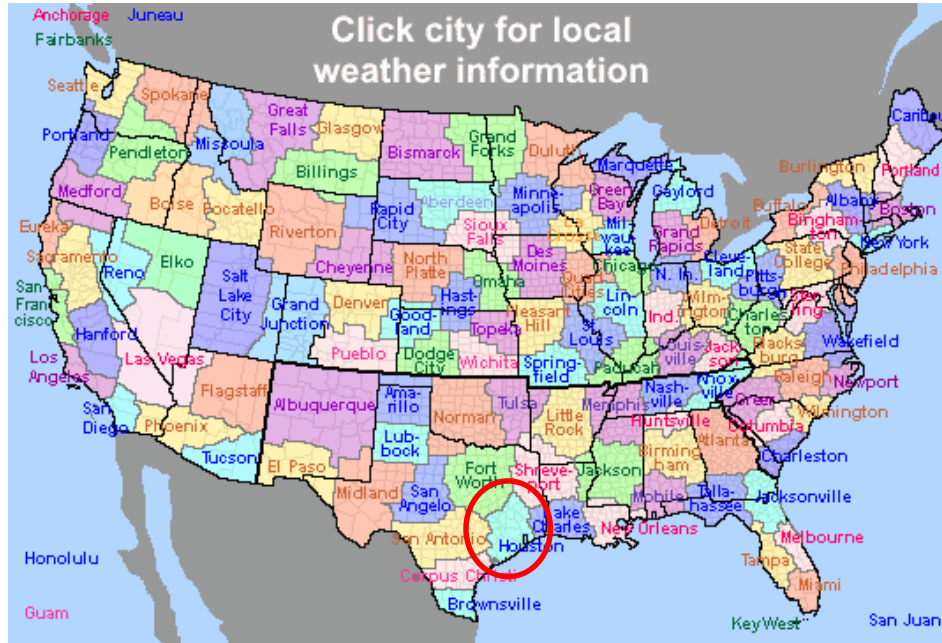 Anchorage Juneau
Fairbanks
Click city for local
weather information
Seattle
Spokane
Portland
Pendleton
Missoula
Great
Falls
Glasgow
Billings
Bismarck
Grand
Forks
Duluth
Marquette
Caribou
Burlington
Portland
Medford
Boise
Pocatello
Riverton
Rapid
City
Aberdeen
Sioux
Falls
Minne-
apolis
La
Crosse
Green
Bay
Mil-
wau-
kee
Gaylord
Grand
Rapids
Detroit
Buffalo
Albany
Boston
Bingham-
ton
New York
Eureka
Sacramento
Reno
Elko
Salt
Lake
City
Cheyenne
North
Platte
Omaha
Des
Moines
Quad
Cities
Chicago
N. In.
Cleve-
land
Pitts-
burgh
State
College
Philadelphia
San
Fran
cisco
Hanford
Las Vegas
Grand
Junction
Denver
Pueblo
Good-
land
Hast-
ings
Dodge
City
Topeka
Wichita
Pleasant
Hill
St.
Louis
Lin-
coln
Ind.
Wilm-
ington
Charles-
ton
Ster-
ling
Wakefield
Los
Angeles
San
Diego
Phoenix
Flagstaff
Tucson
Albuquerque
El Paso
Ama-
rillo
Lub-
bock
Norman
Tulsa
Spring-
field
Paducah
Louis-
ville
Jack
son
Blacks
burg
Raleigh
Newport
Little
Rock
Memphis
Nash-
ville
Knox
ville
Greer
Wilmington
Columbia
Charleston
Huntsville
Birming
ham
Atlanta
Midland
San
Angelo
Fort
Worth
Shreve-
port
Jackson
Mobile
Talla-
hassee
Jacksonville
San Antonio
Houston
Lake
Charles
New Orleans
Melbourne
Tampa
Miami
Corpus Christi
Brownsville
Honolulu
Guam
Key West
San Juan